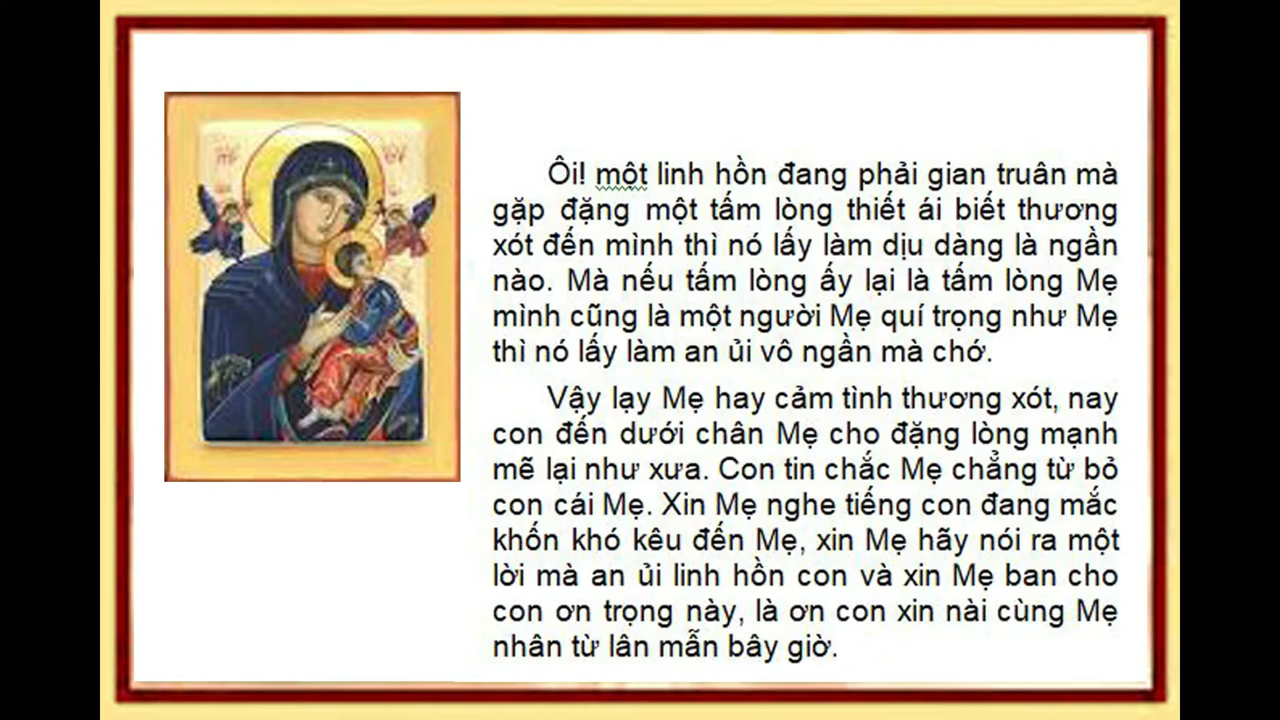 Ôi! một linh hồn đang phải gian truân mà
gặp đặng một tấm lòng thiết ái biết thương
xót đến mình thì nó lấy làm dịu dàng là ngần
nào. Mà nếu tấm lòng ấy lại là tấm lòng Mẹ
mình cũng là một người Mẹ quí trọng như Mẹ
thì nó lấy làm an ủi vô ngần mà chớ.
Vậy lạy Mẹ hay cảm tình thương xót, nay
con đến dưới chân Mẹ cho đặng lòng mạnh
mẽ lại như xưa. Con tin chắc Mẹ chẳng từ bỏ
con cái Mẹ. Xin Mẹ nghe tiếng con đang mắc
khốn khó kêu đến Mẹ, xin Mẹ hãy nói ra một
lời mà an ủi linh hồn con và xin Mẹ ban cho
con ơn trọng này, là ơn con xin nài cùng Mẹ
nhân từ lân mẫn bây giờ.